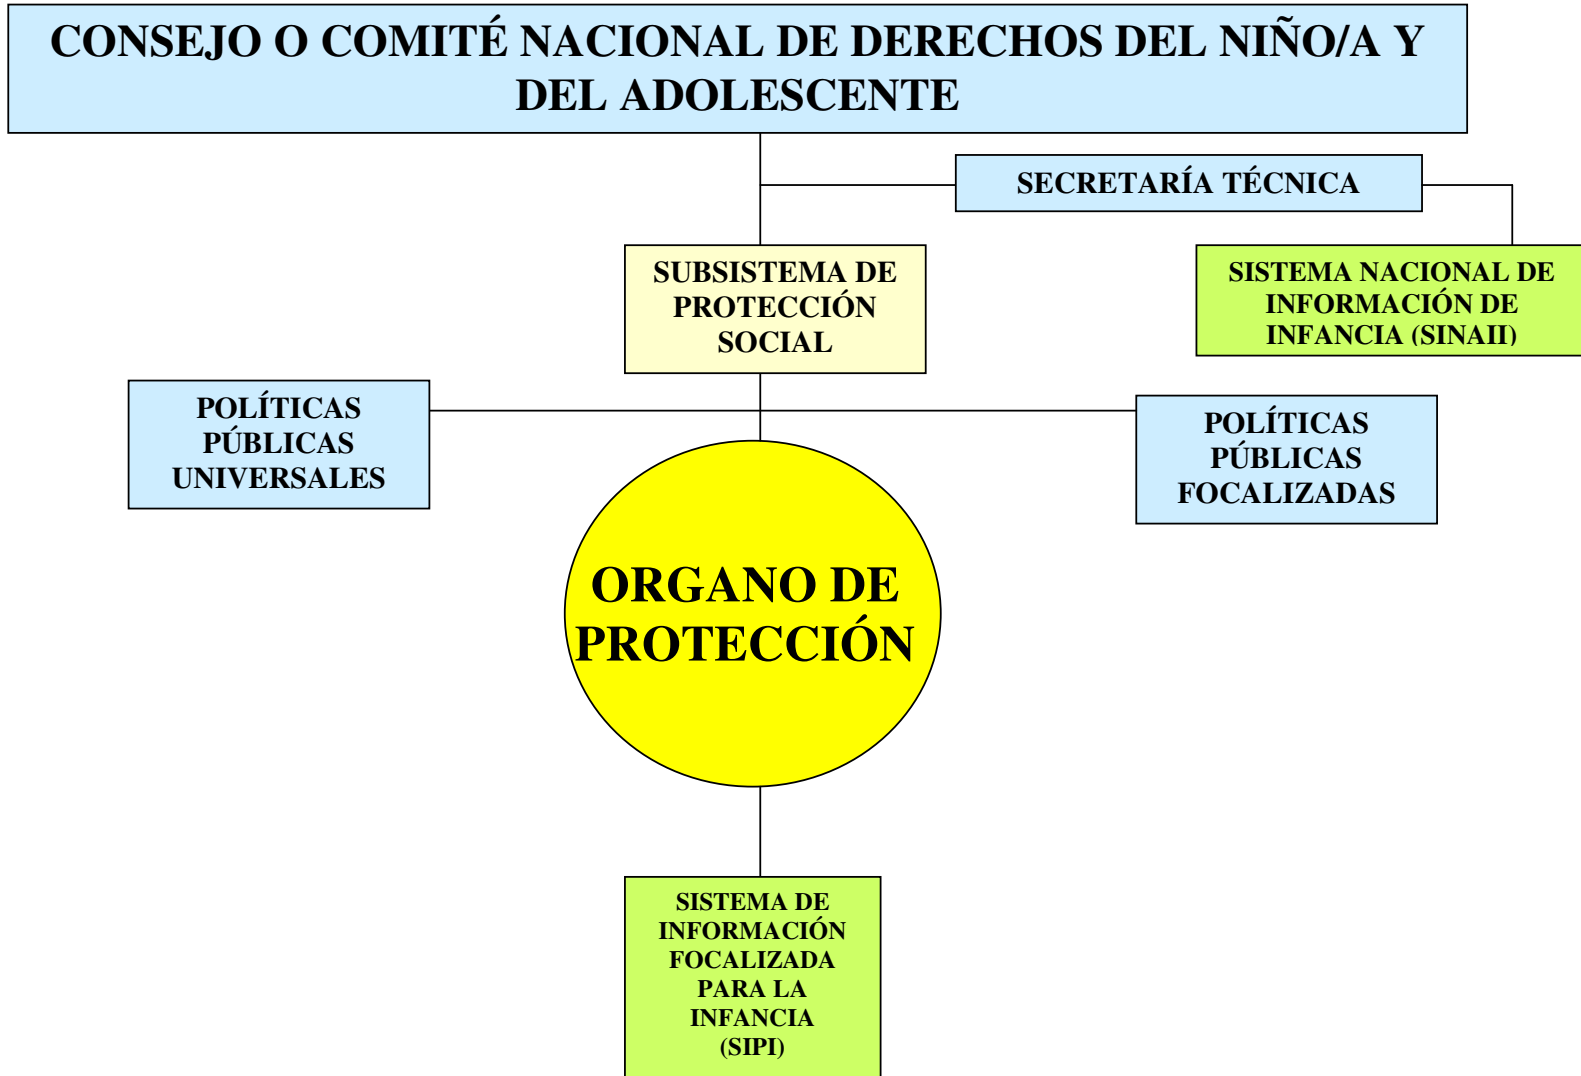 CONSEJO O COMITÉ NACIONAL DE DERECHOS DEL NIÑO/A Y
DEL ADOLESCENTE
SECRETARÍA TÉCNICA
SUBSISTEMA DE
PROTECCIÓN
SOCIAL
SISTEMA NACIONAL DE
INFORMACIÓN DE
INFANCIA (SINAII)
POLÍTICAS
PÚBLICAS
UNIVERSALES
POLÍTICAS
PÚBLICAS
FOCALIZADAS
ORGANO DE
PROTECCIÓN
SISTEMA DE
INFORMACIÓN
FOCALIZADA
PARA LA
INFANCIA
(SIPI)